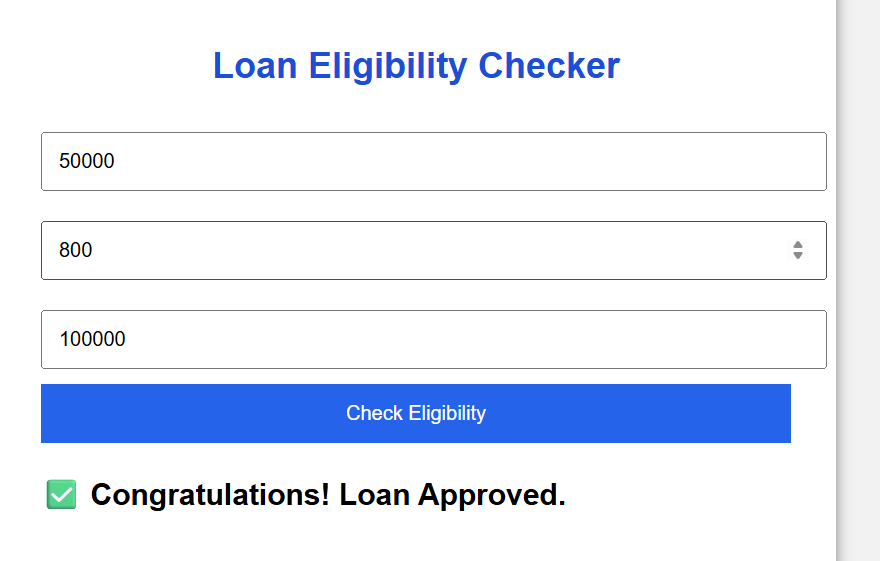 Loan Eligibility Checker
50000
800
100000
Check Eligibility
✅ Congratulations! Loan Approved.